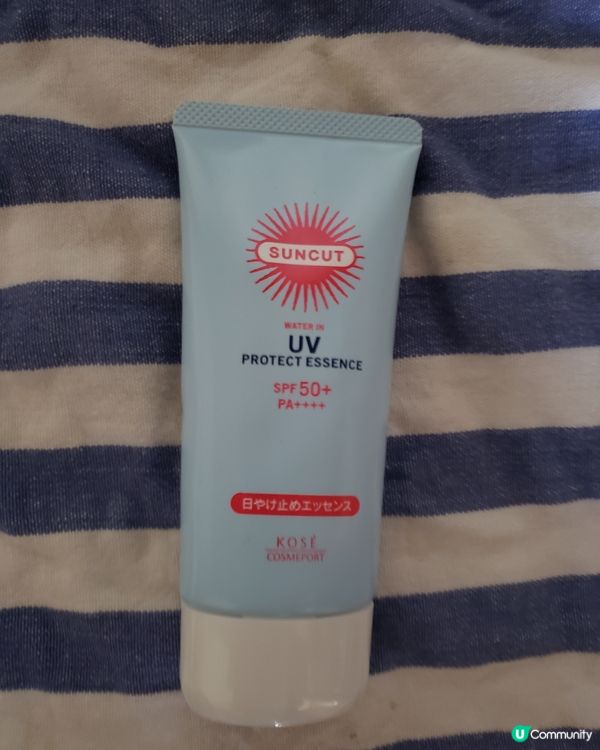 SUNCUT
WATER IN
UV
PROTECT ESSENCE
SPF 50+
PA++++
日やけ止めエッセンス
KOSÉ
COSMEPORT
U Community